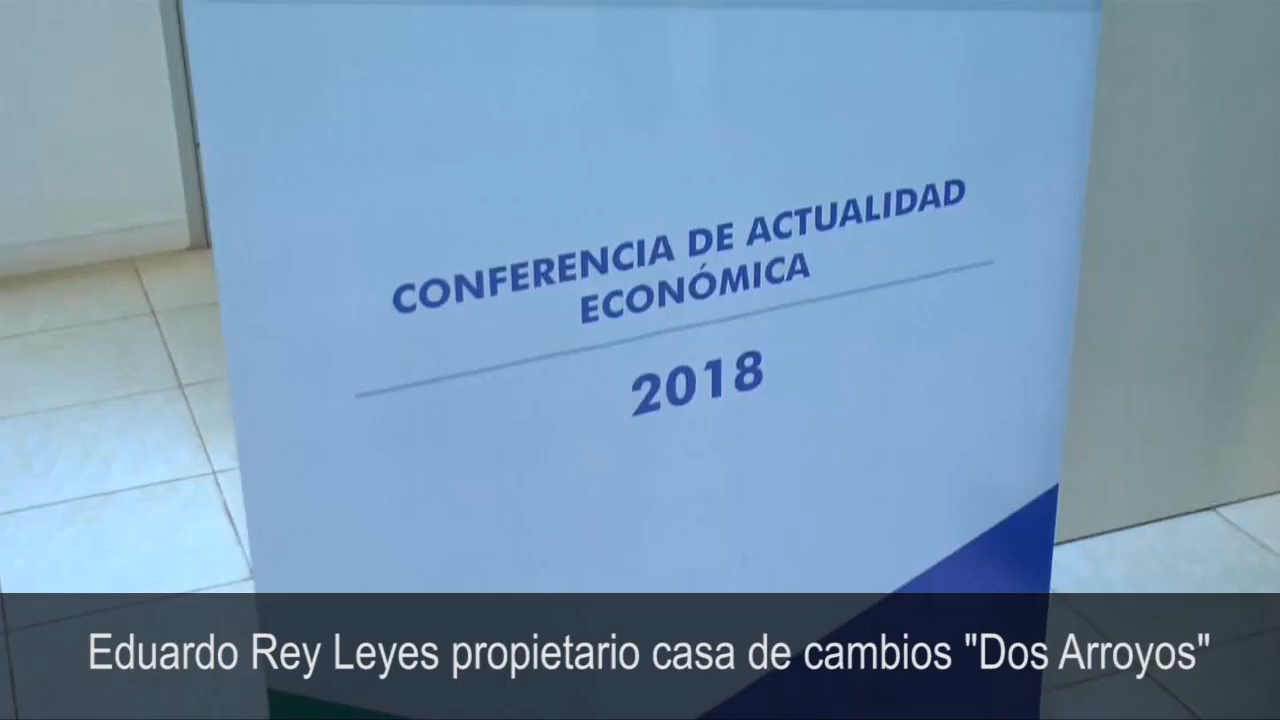 CONFERENCIA DE ACTUALIDAD
ECONÓMICA
2018
Eduardo Rey Leyes propietario casa de cambios "Dos Arroyos"